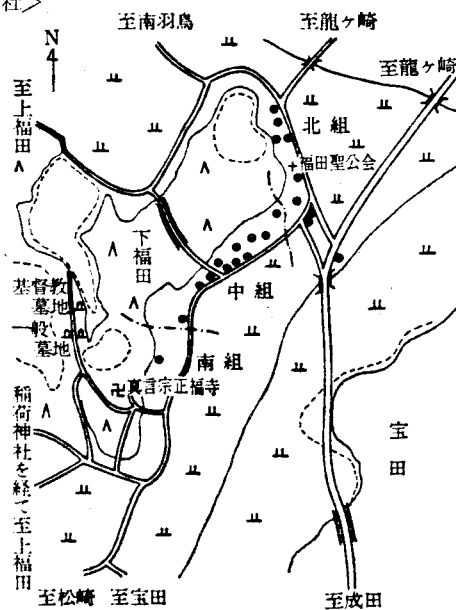 社＞
至南羽鳥
至龍ヶ崎
至龍ヶ崎
N
至上福田
北組
福田聖公会
下福田
中組
基督教
墓地
一般
墓地
南組
卍真言宗正福寺
宝田
稲荷神社を経て至上福田
至松崎
至宝田
至成田